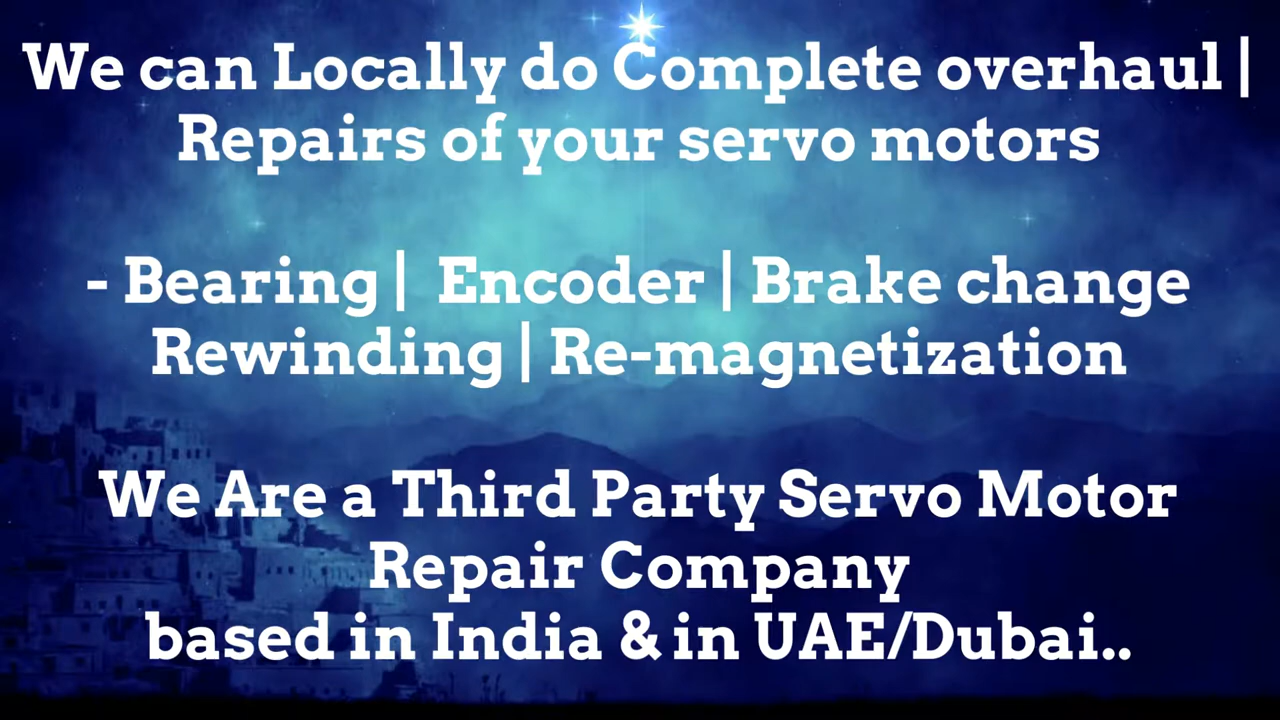 We can Locally do Complete overhaul |
Repairs of your servo motors
- Bearing | Encoder | Brake change
Rewinding | Re-magnetization
We Are a Third Party Servo Motor
Repair Company
based in India & in UAE/Dubai..